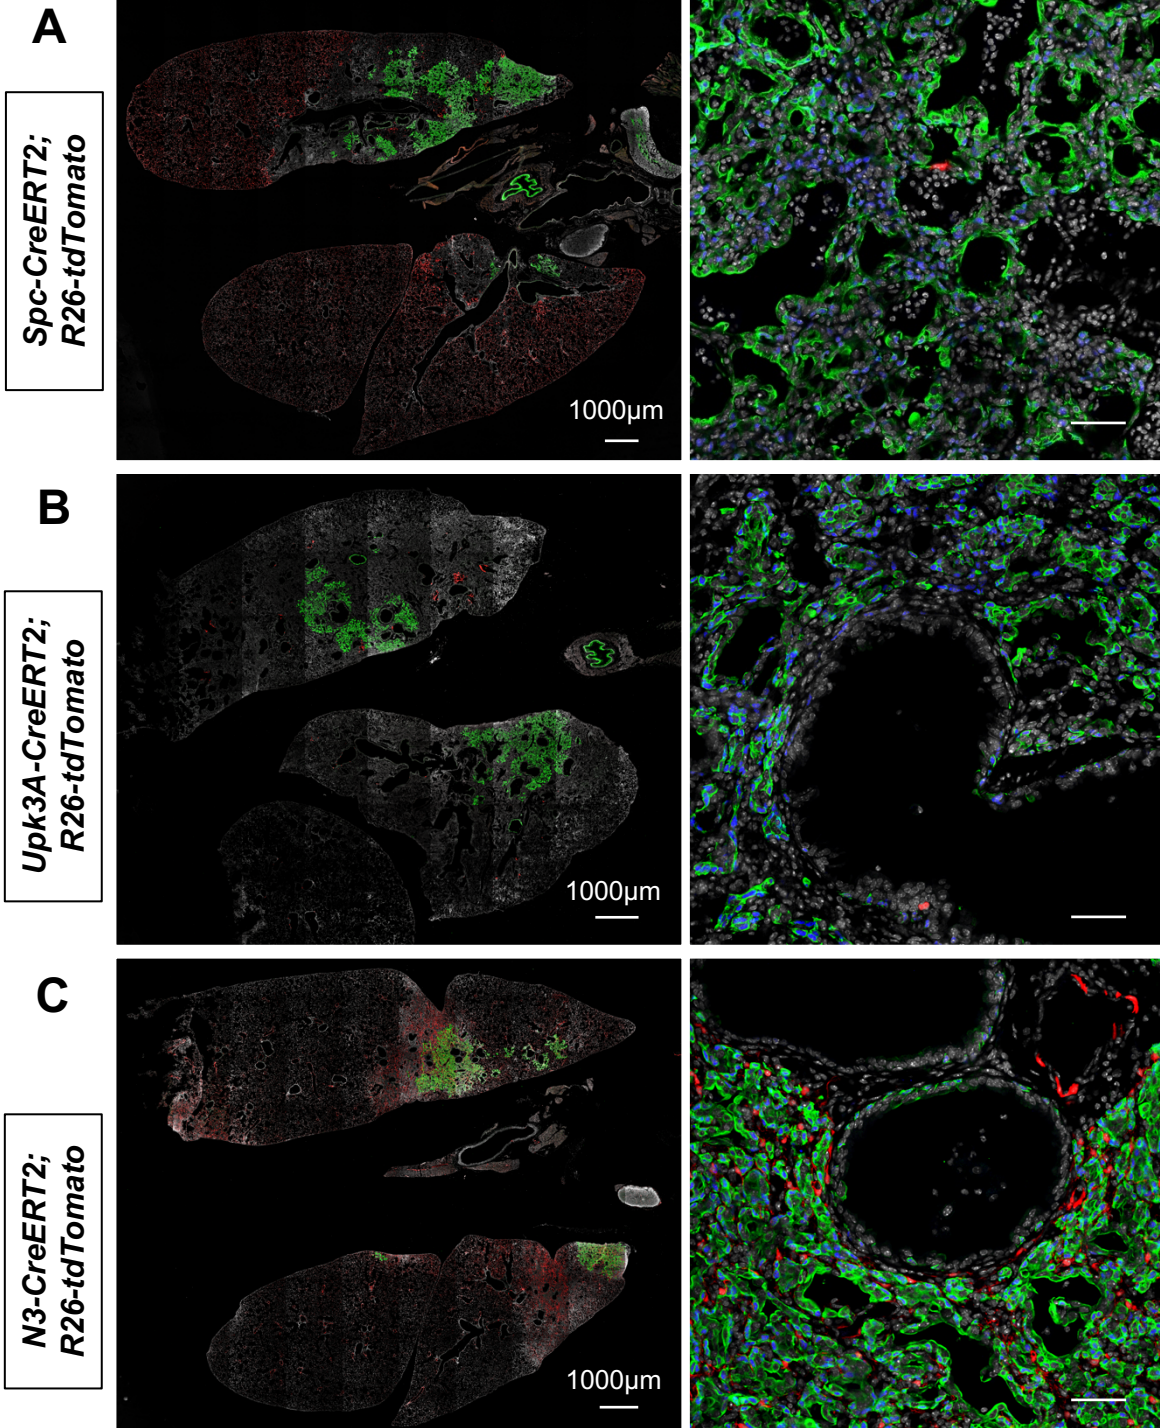 A
Spc-CreERT2;
R26-tdTomato
1000µm
B
Upk3A-CreERT2;
R26-tdTomato
1000µm
C
N3-CreERT2;
R26-tdTomato
1000µm